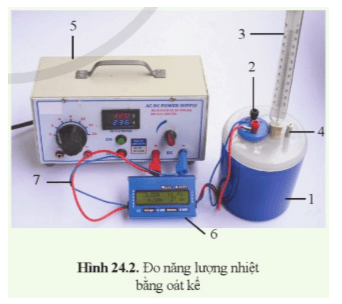 5
3
2
4
AC DC POWER SUPPLY
7
1
6
Hình 24.2. Đo năng lượng nhiệt
bằng oát kế